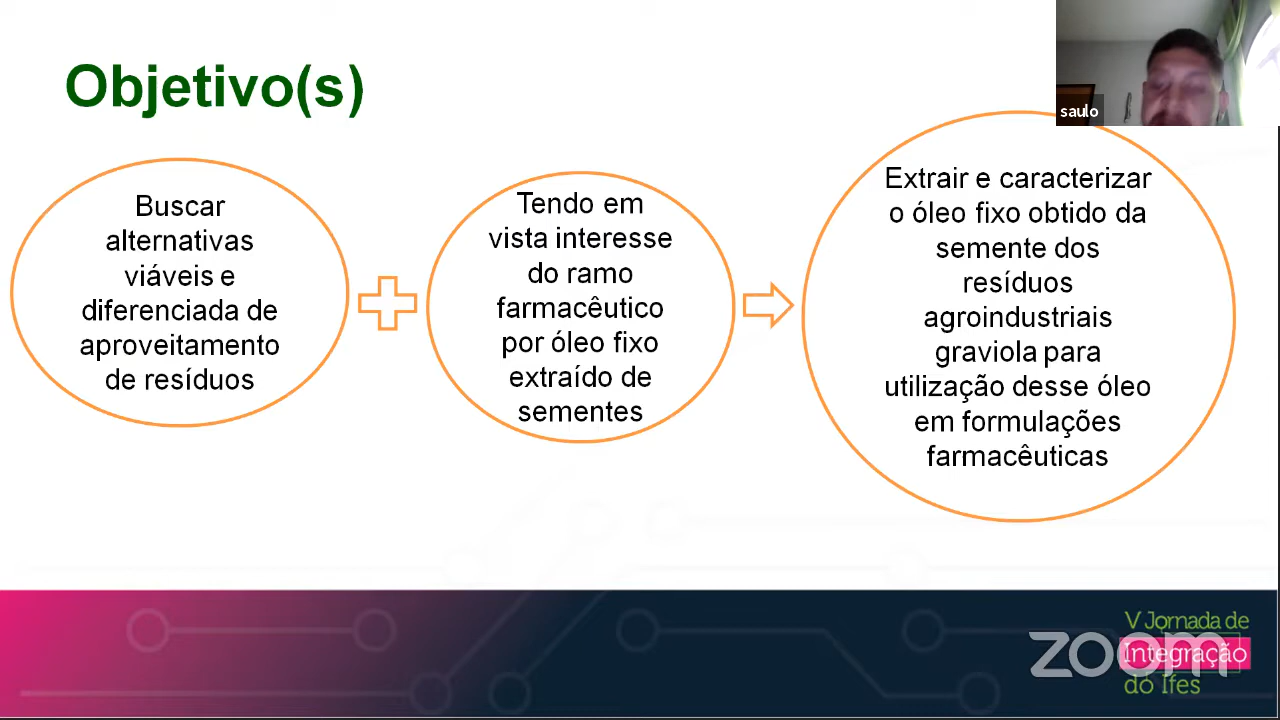 Objetivo(s)
saulo
Buscar
alternativas
viáveis e
diferenciada de
aproveitamento
de resíduos
Tendo em
vista interesse
do ramo
farmacêutico
por óleo fixo
extraído de
sementes
Extrair e caracterizar
o óleo fixo obtido da
semente dos
resíduos
agroindustriais
graviola para
utilização desse óleo
em formulações
farmacêuticas
V Jornada de
Integração
do Ifes
zoom